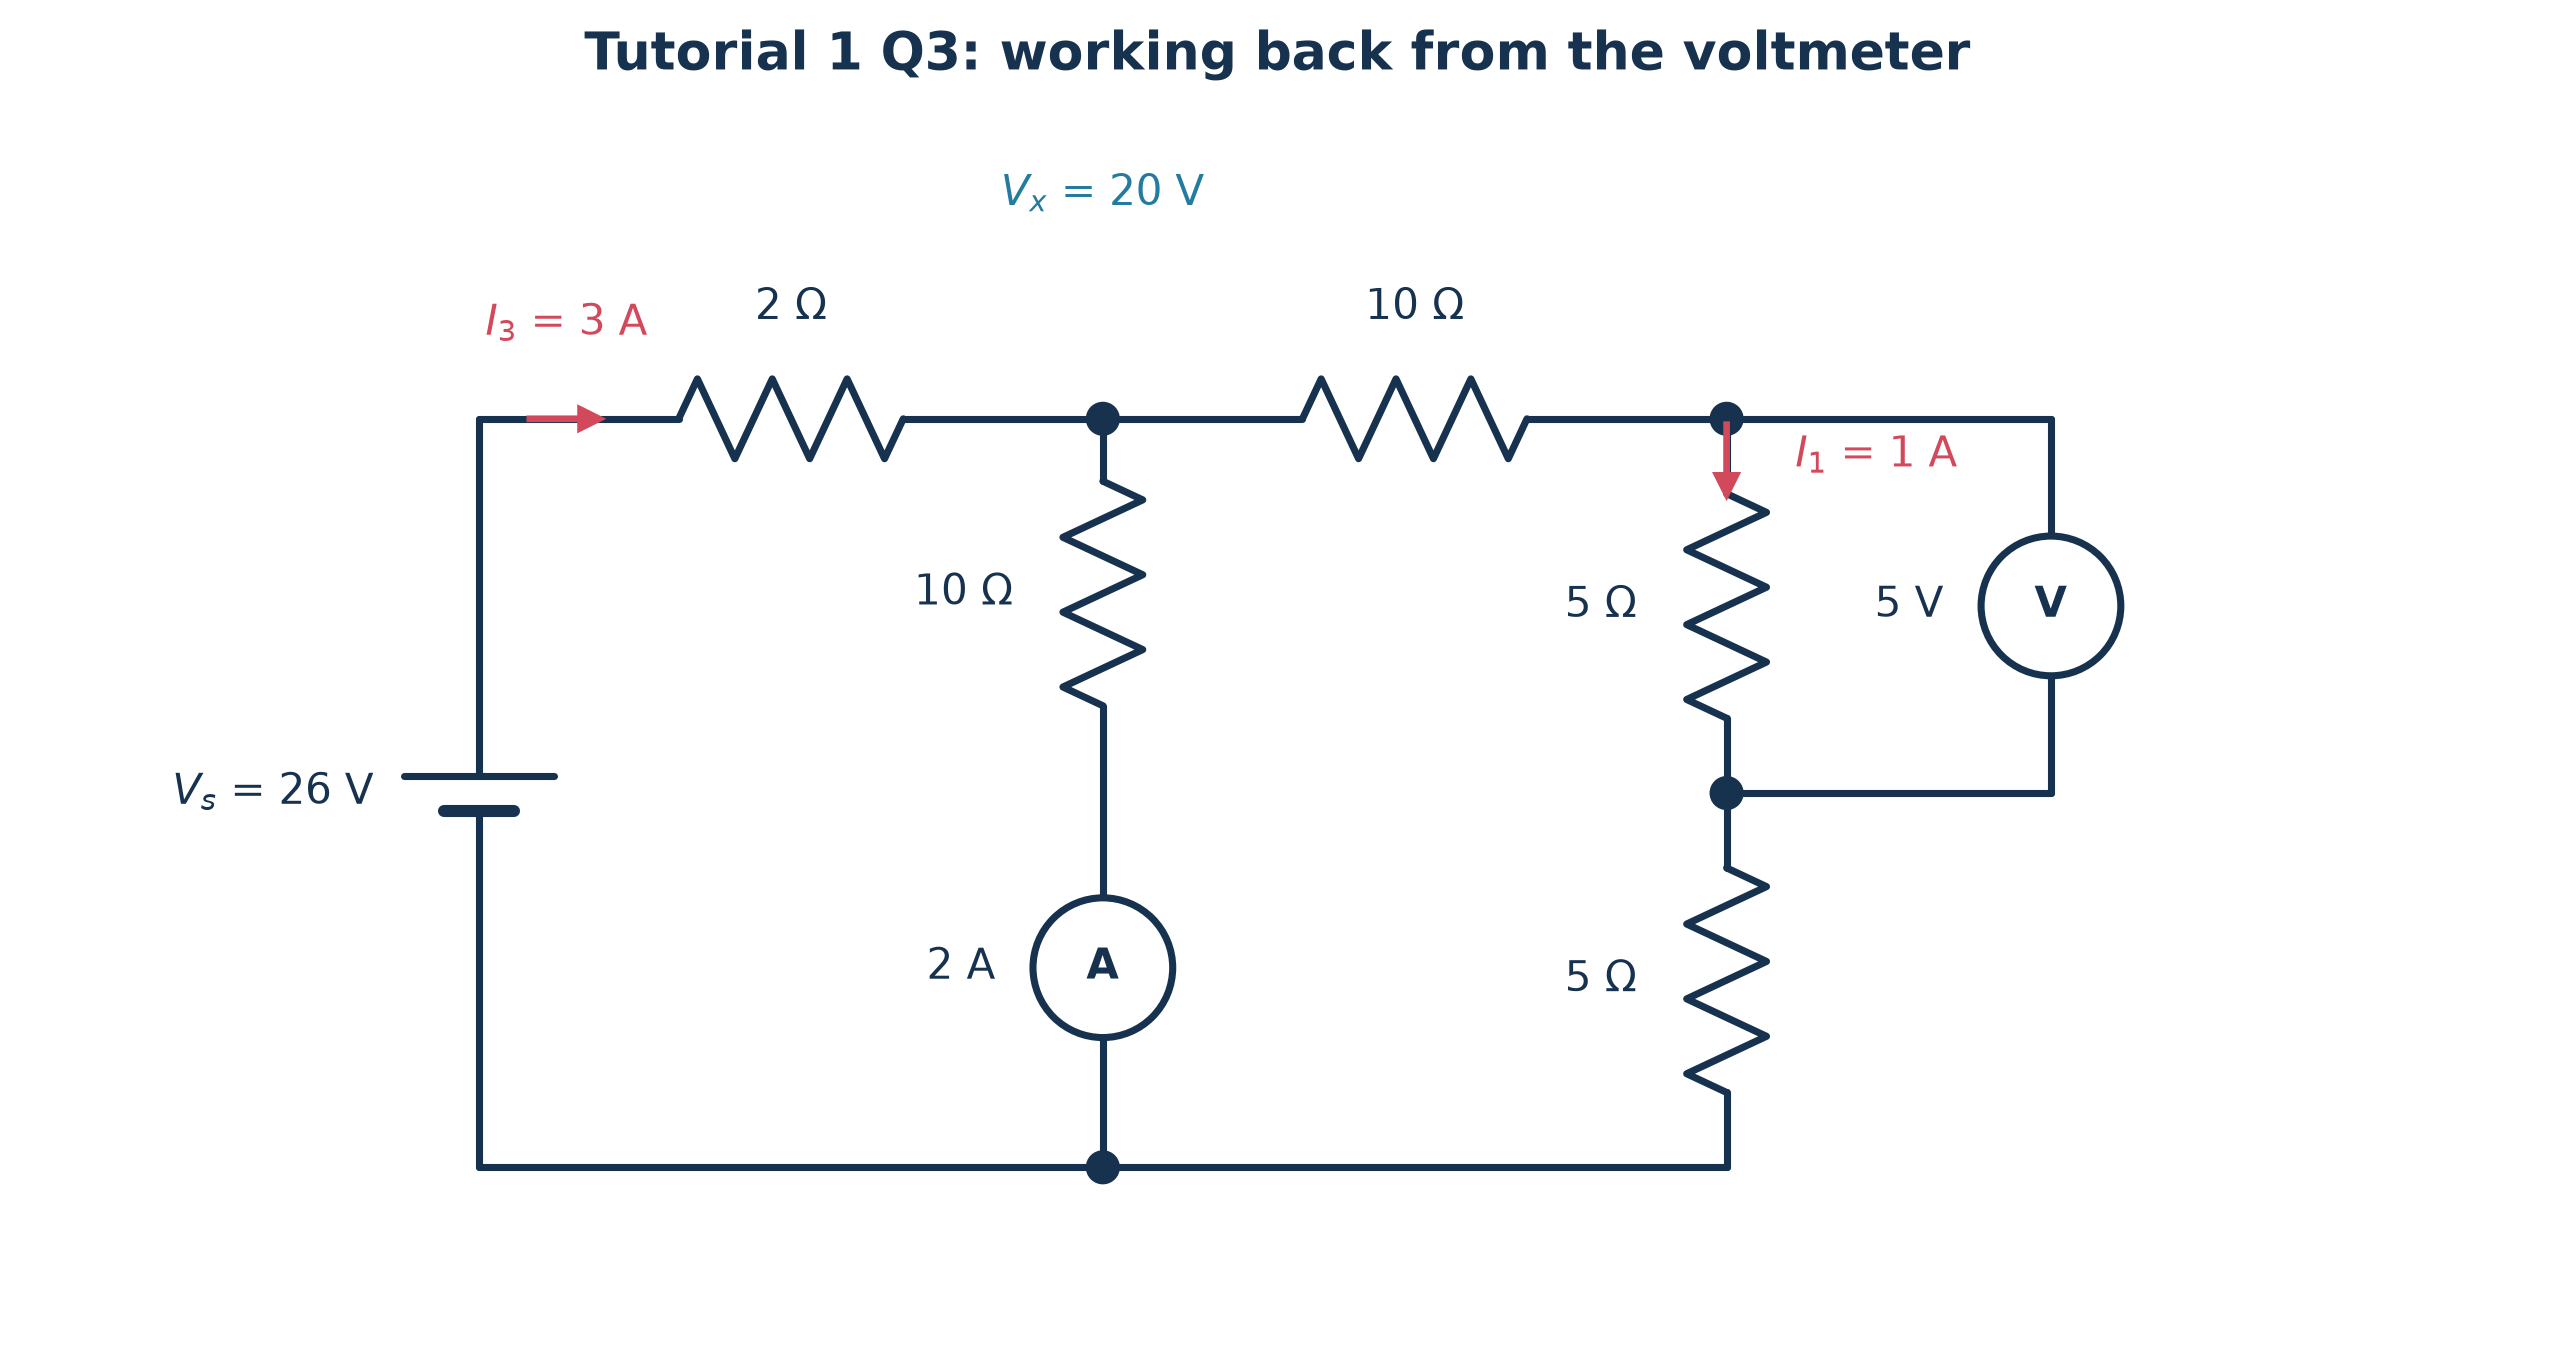 Tutorial 1 Q3: working back from the voltmeter
Vₓ = 20 V
I₃ = 3 A
2 Ω
10 Ω
I₁ = 1 A
10 Ω
5 Ω
5 V
V
Vₛ = 26 V
2 A
A
5 Ω